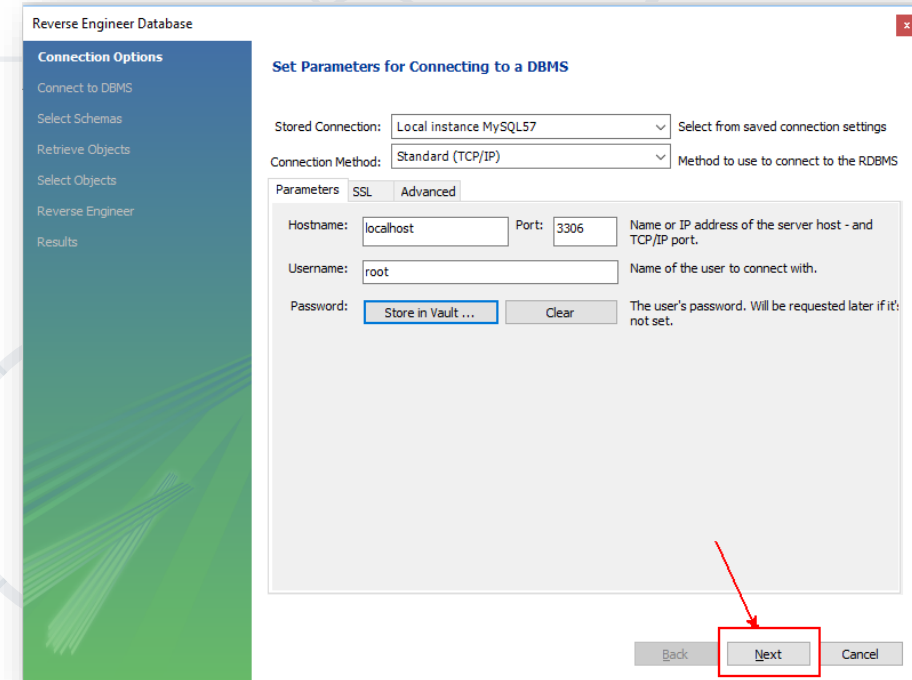 Reverse Engineer Database
x
Connection Options
Connect to DBMS
Select Schemas
Retrieve Objects
Select Objects
Reverse Engineer
Results
Set Parameters for Connecting to a DBMS
Stored Connection: Local instance MySQL57 Select from saved connection settings
Connection Method: Standard (TCP/IP) Method to use to connect to the RDBMS
Parameters SSL Advanced
Hostname: localhost Port: 3306 Name or IP address of the server host - and
TCP/IP port.
Username: root Name of the user to connect with.
Password: Store in Vault ... Clear The user's password. Will be requested later if it's
not set.
Back Next Cancel